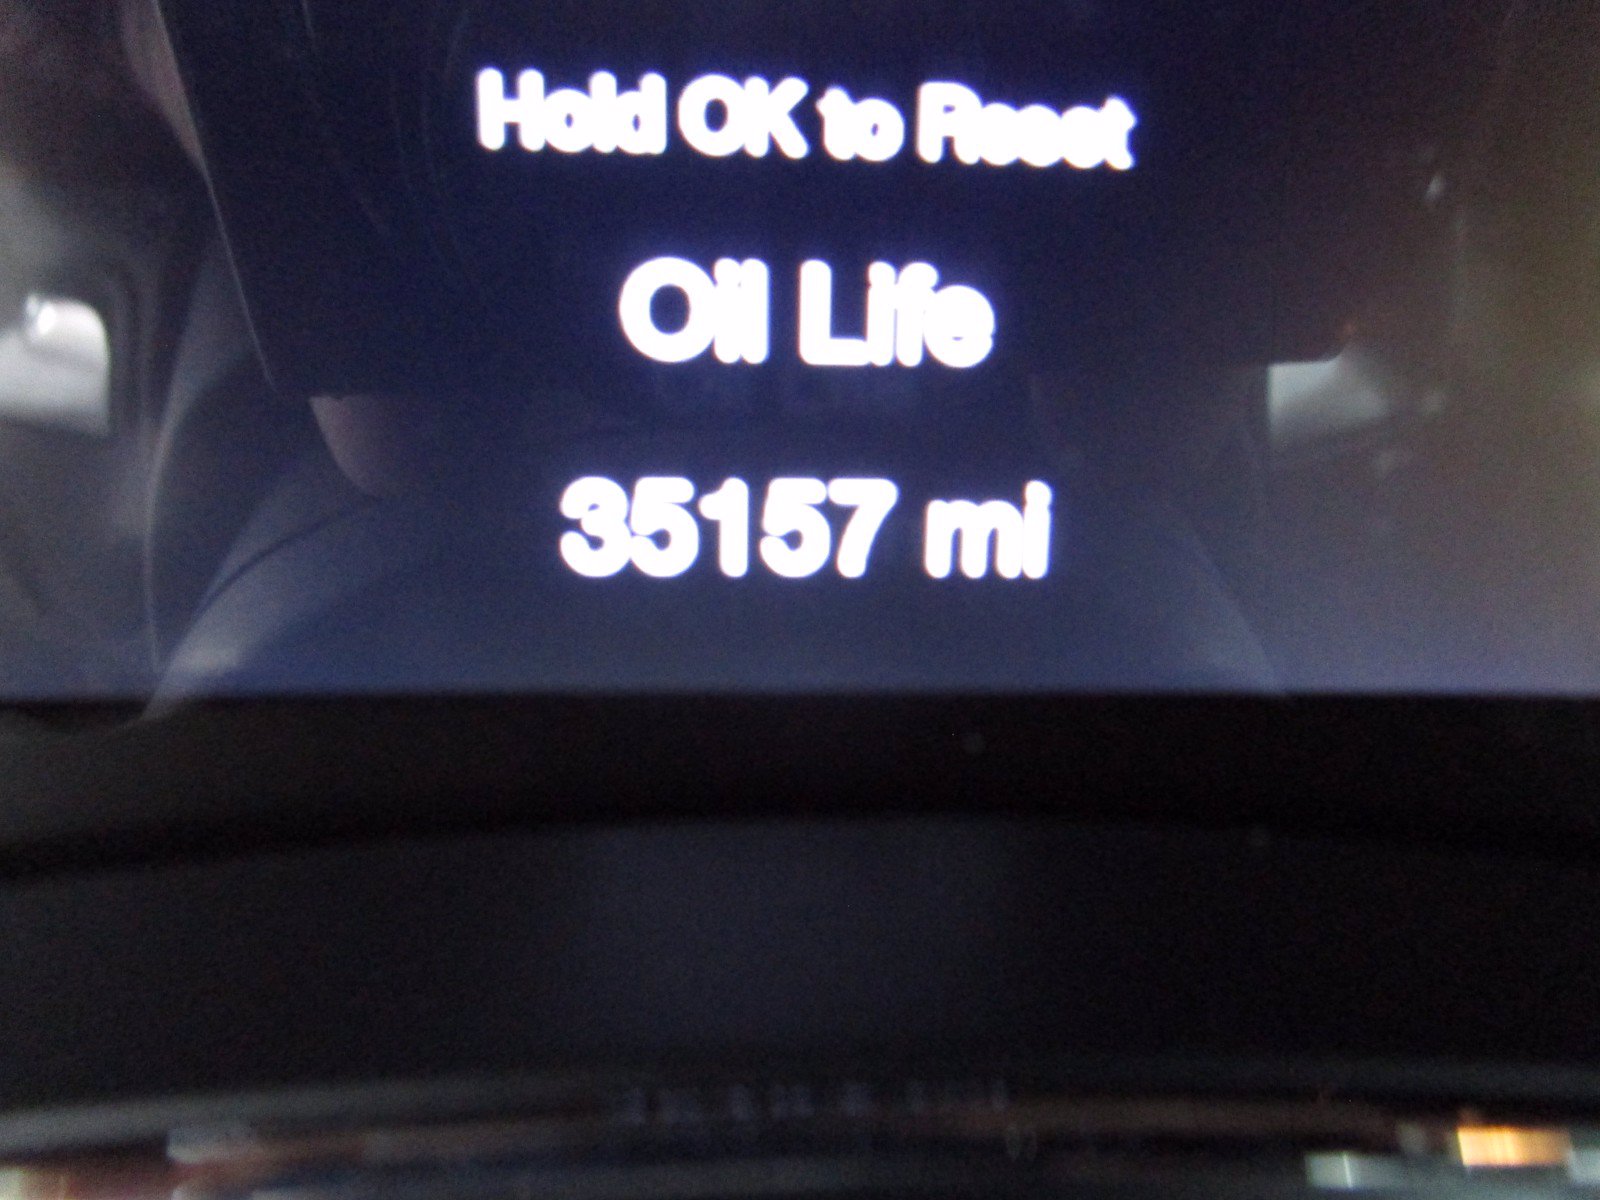 Hold OK to Reset
Oil Life
35157 mi